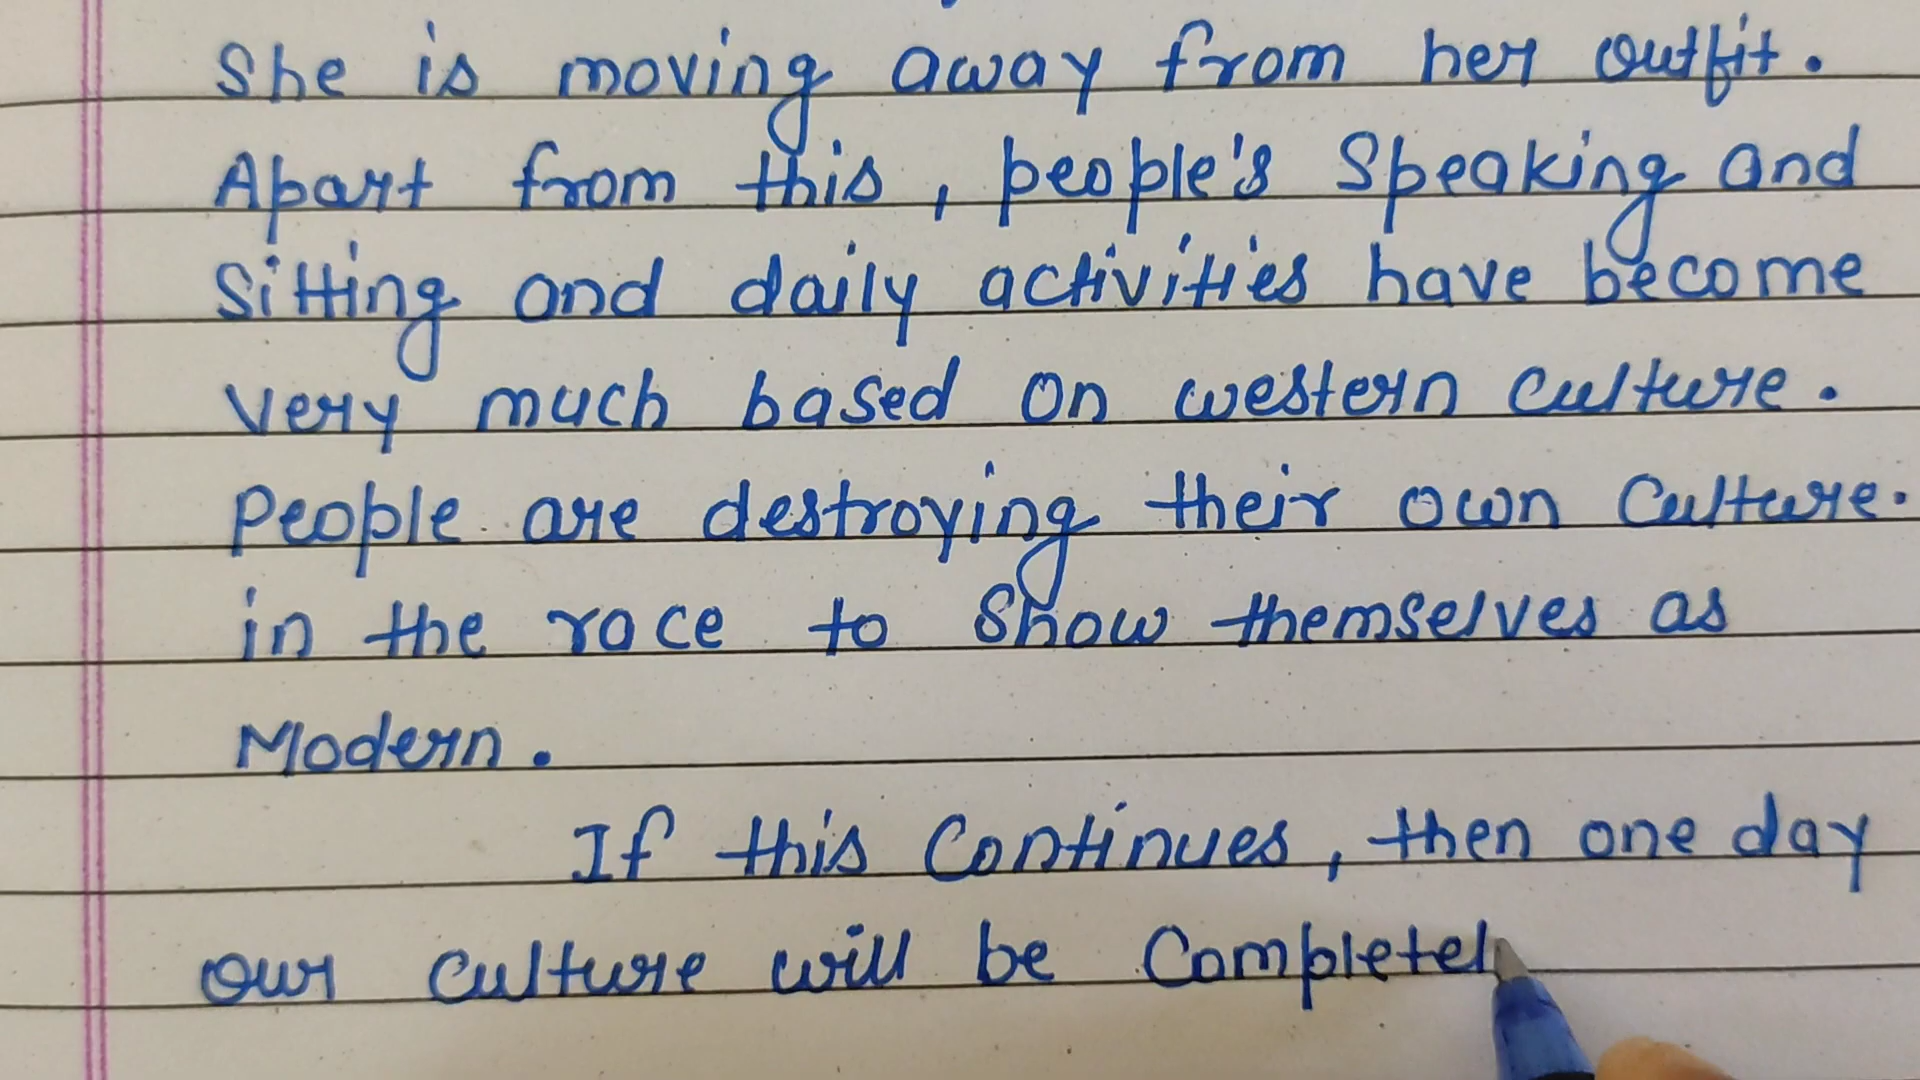 She is moving away from her outfit.
Apart from this, people's Speaking and
Sitting and daily activities have become
very much based on western culture.
People are destroying their own Culture.
in the race to Show themselves as
Modern.
If this Continues, then one day
our culture will be Completel